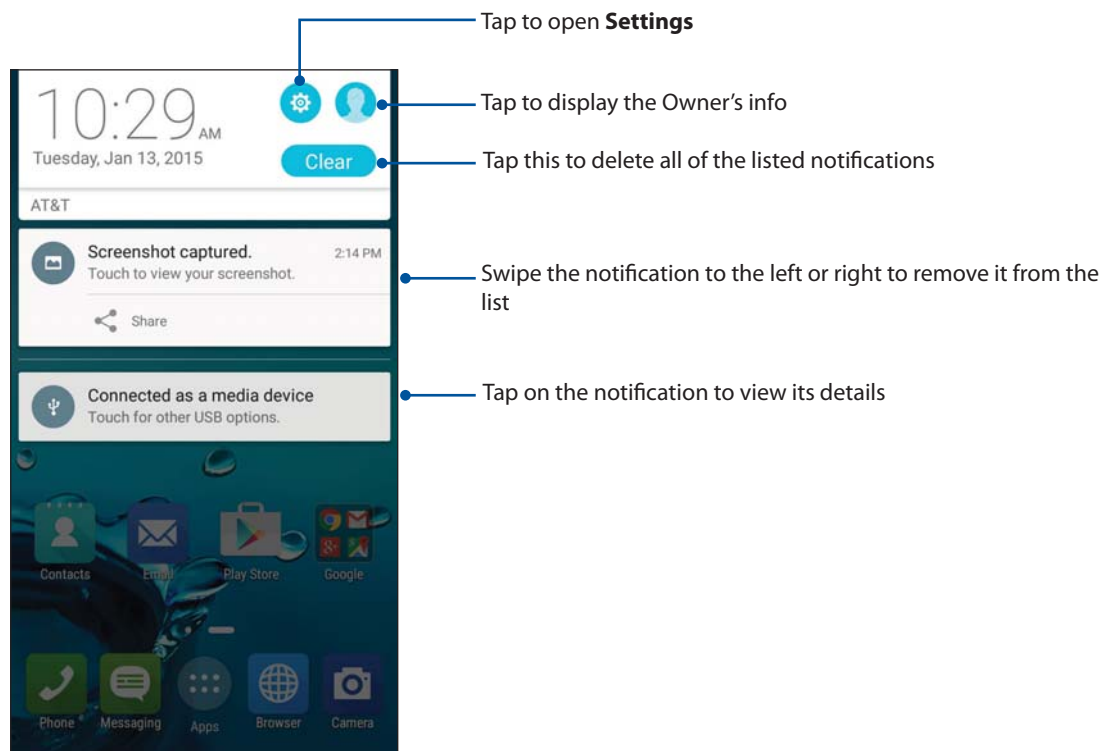 Tap to open Settings
10:29 AM
Tap to display the Owner's info
Tuesday, Jan 13, 2015
Clear
Tap this to delete all of the listed notifications
AT&T
Screenshot captured.
2:14 PM
Touch to view your screenshot.
Share
Swipe the notification to the left or right to remove it from the
list
Connected as a media device
Touch for other USB options.
Tap on the notification to view its details
Contacts
Email
Play Store
Google
Phone
Messaging
Apps
Browser
Camera